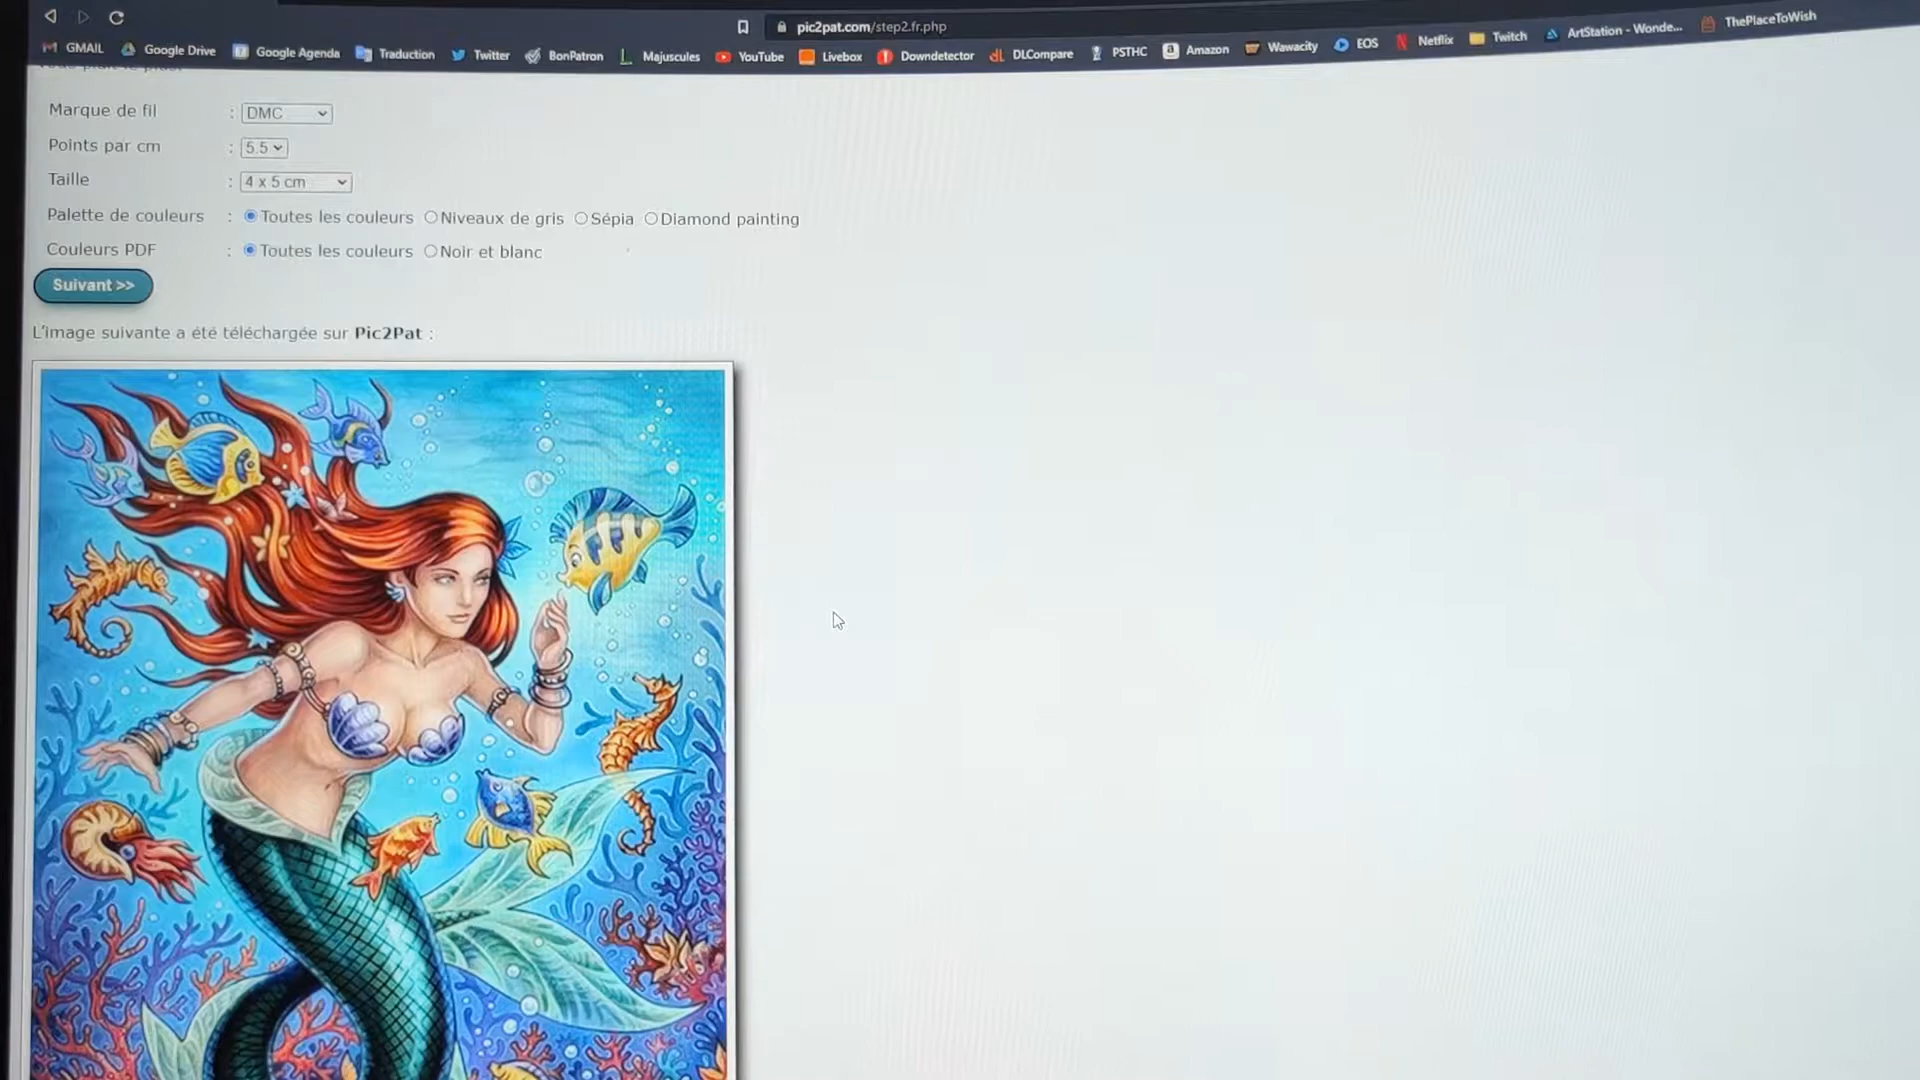 pic2pat.com/step2.fr.php
GMAIL Google Drive Google Agenda Traduction Twitter BonPatron Majuscules YouTube Livebox Downdetector DLCompare PSTHC Amazon Wawacity EOS Netflix Twitch ArtStation - Wonde... ThePlaceToWish
Marque de fil : DMC
Points par cm : 5.5
Taille : 4 x 5 cm
Palette de couleurs : Toutes les couleurs Niveaux de gris Sépia Diamond painting
Couleurs PDF : Toutes les couleurs Noir et blanc
Suivant >>
L'image suivante a été téléchargée sur Pic2Pat :